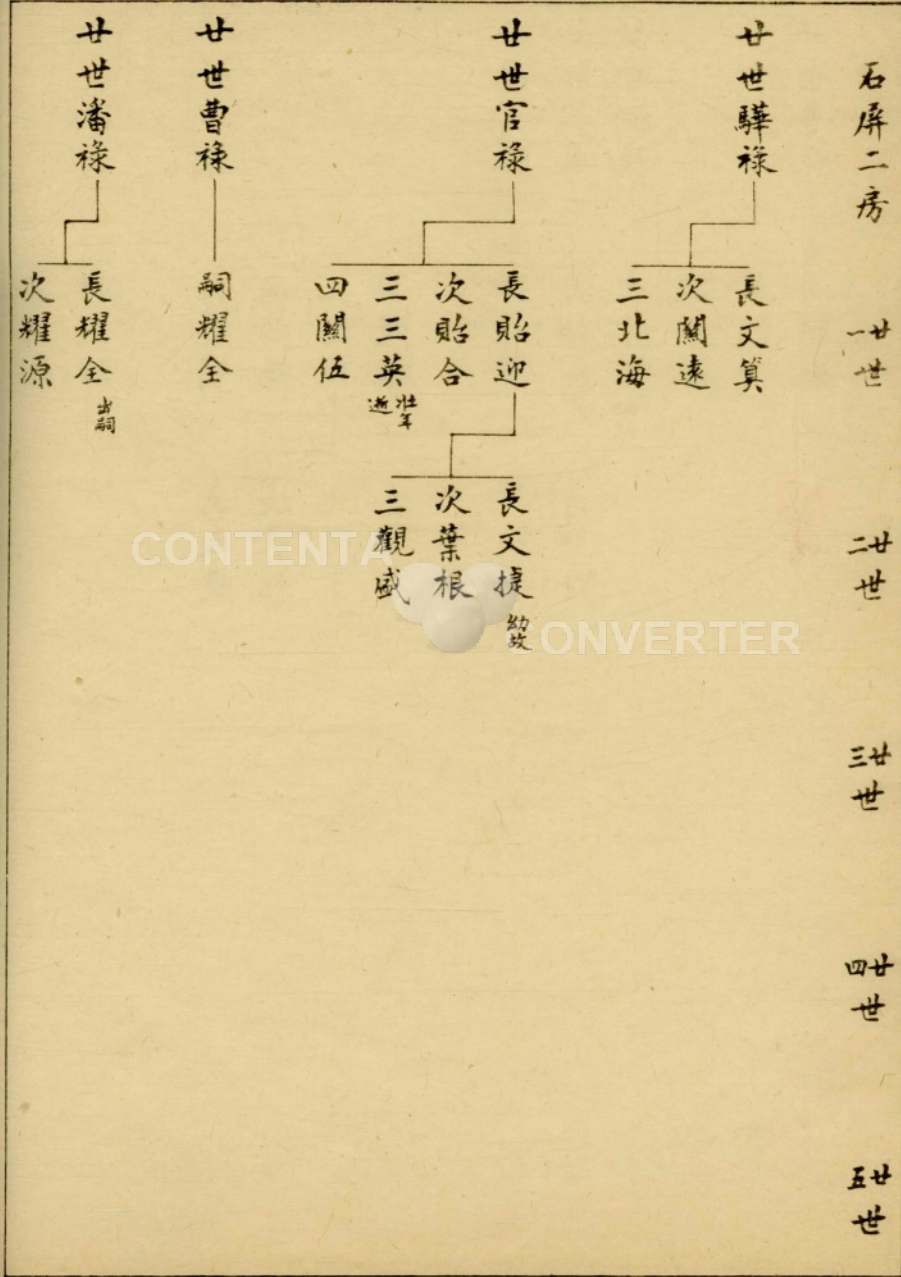 石屏二房
廿一世
廿二世
廿三世
廿四世
廿五世
廿世驊祿
長文算
次關遠
三北海
廿世官祿
長貽迎
次貽合
三三英 壯年逝
四關伍
長文捷 幼故
次葉根
三觀盛
廿世曹祿
嗣耀全
廿世潘祿
長耀全 出嗣
次耀源
CONTENTA CONVERTER